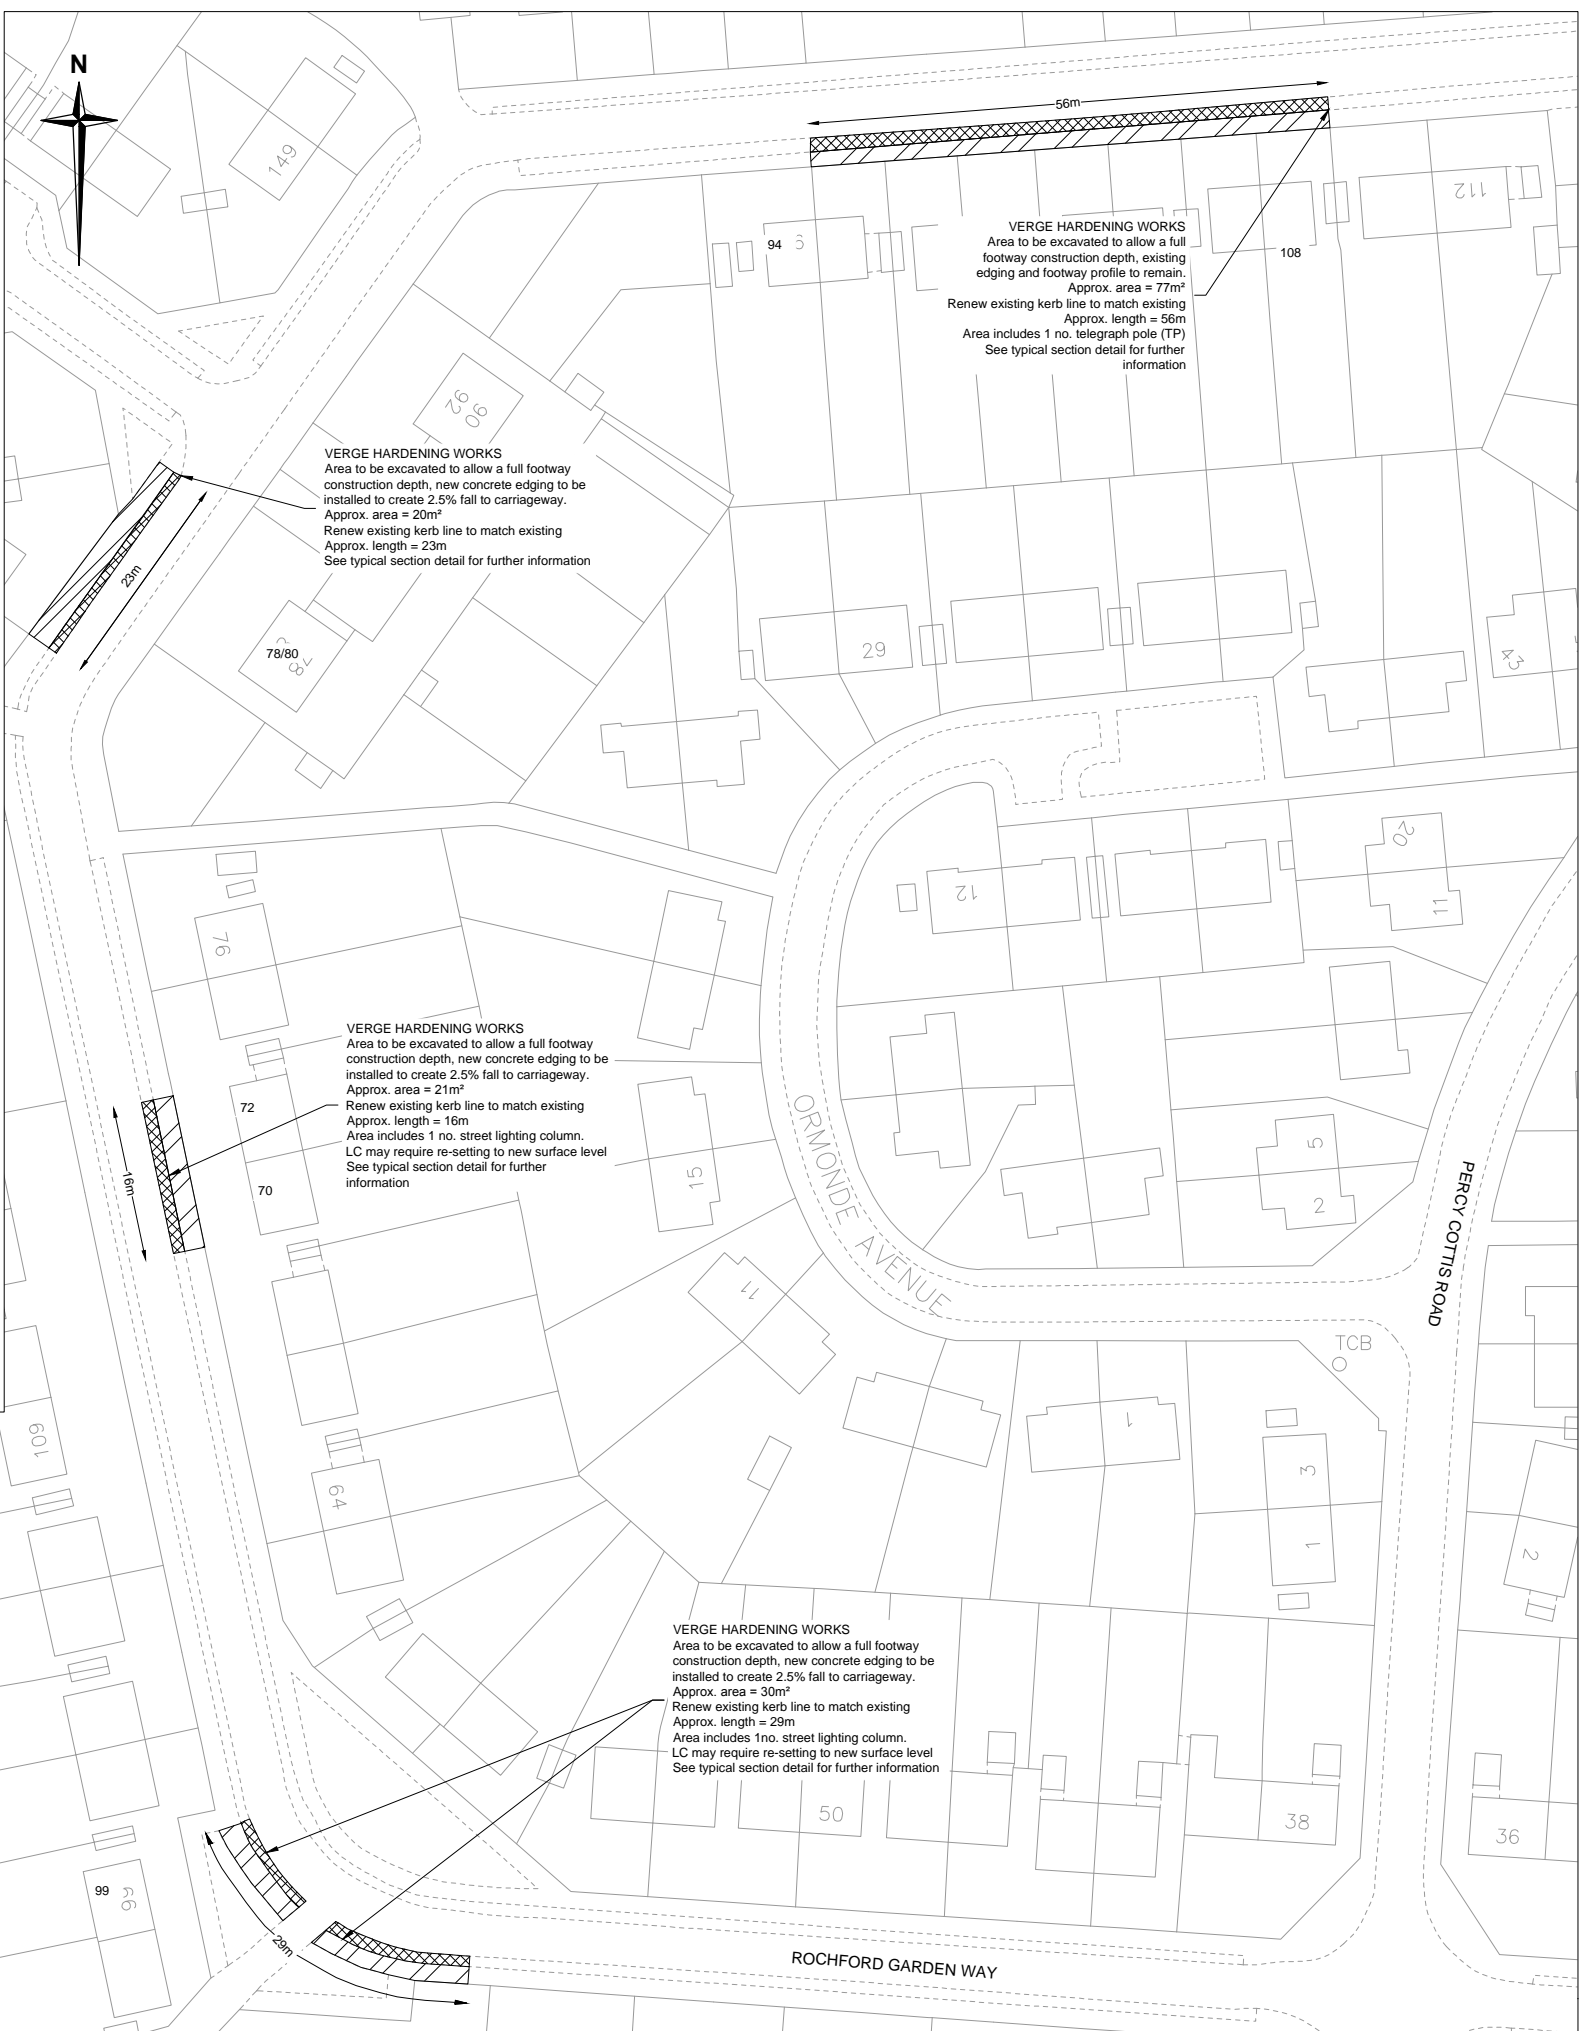 N
56m
149
112
94
108
VERGE HARDENING WORKS
Area to be excavated to allow a full
footway construction depth, existing
edging and footway profile to remain.
Approx. area = 77m²
Renew existing kerb line to match existing
Approx. length = 56m
Area includes 1 no. telegraph pole (TP)
See typical section detail for further
information
92
90
VERGE HARDENING WORKS
Area to be excavated to allow a full footway
construction depth, new concrete edging to be
installed to create 2.5% fall to carriageway.
Approx. area = 20m²
Renew existing kerb line to match existing
Approx. length = 23m
See typical section detail for further information
23m
78/80
29
43
20
11
12
76
VERGE HARDENING WORKS
Area to be excavated to allow a full footway
construction depth, new concrete edging to be
installed to create 2.5% fall to carriageway.
Approx. area = 21m²
Renew existing kerb line to match existing
Approx. length = 16m
Area includes 1 no. street lighting column.
LC may require re-setting to new surface level
See typical section detail for further
information
72
70
16m
15
ORMONDE AVENUE
5
2
PERCY COTTIS ROAD
11
TCB
1
3
1
2
109
64
VERGE HARDENING WORKS
Area to be excavated to allow a full footway
construction depth, new concrete edging to be
installed to create 2.5% fall to carriageway.
Approx. area = 30m²
Renew existing kerb line to match existing
Approx. length = 29m
Area includes 1no. street lighting column.
LC may require re-setting to new surface level
See typical section detail for further information
50
38
36
99
99
29m
ROCHFORD GARDEN WAY